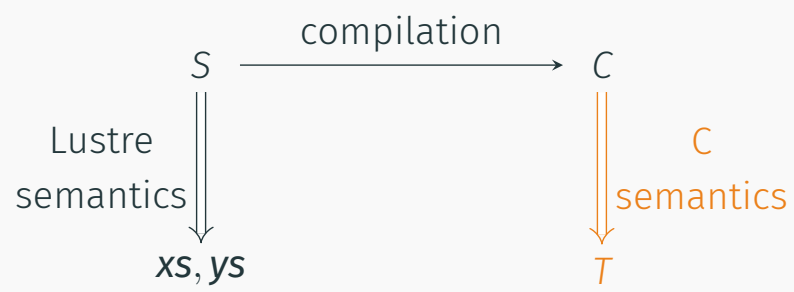 compilation
S
C
Lustre
semantics
C
semantics
xs, ys
T